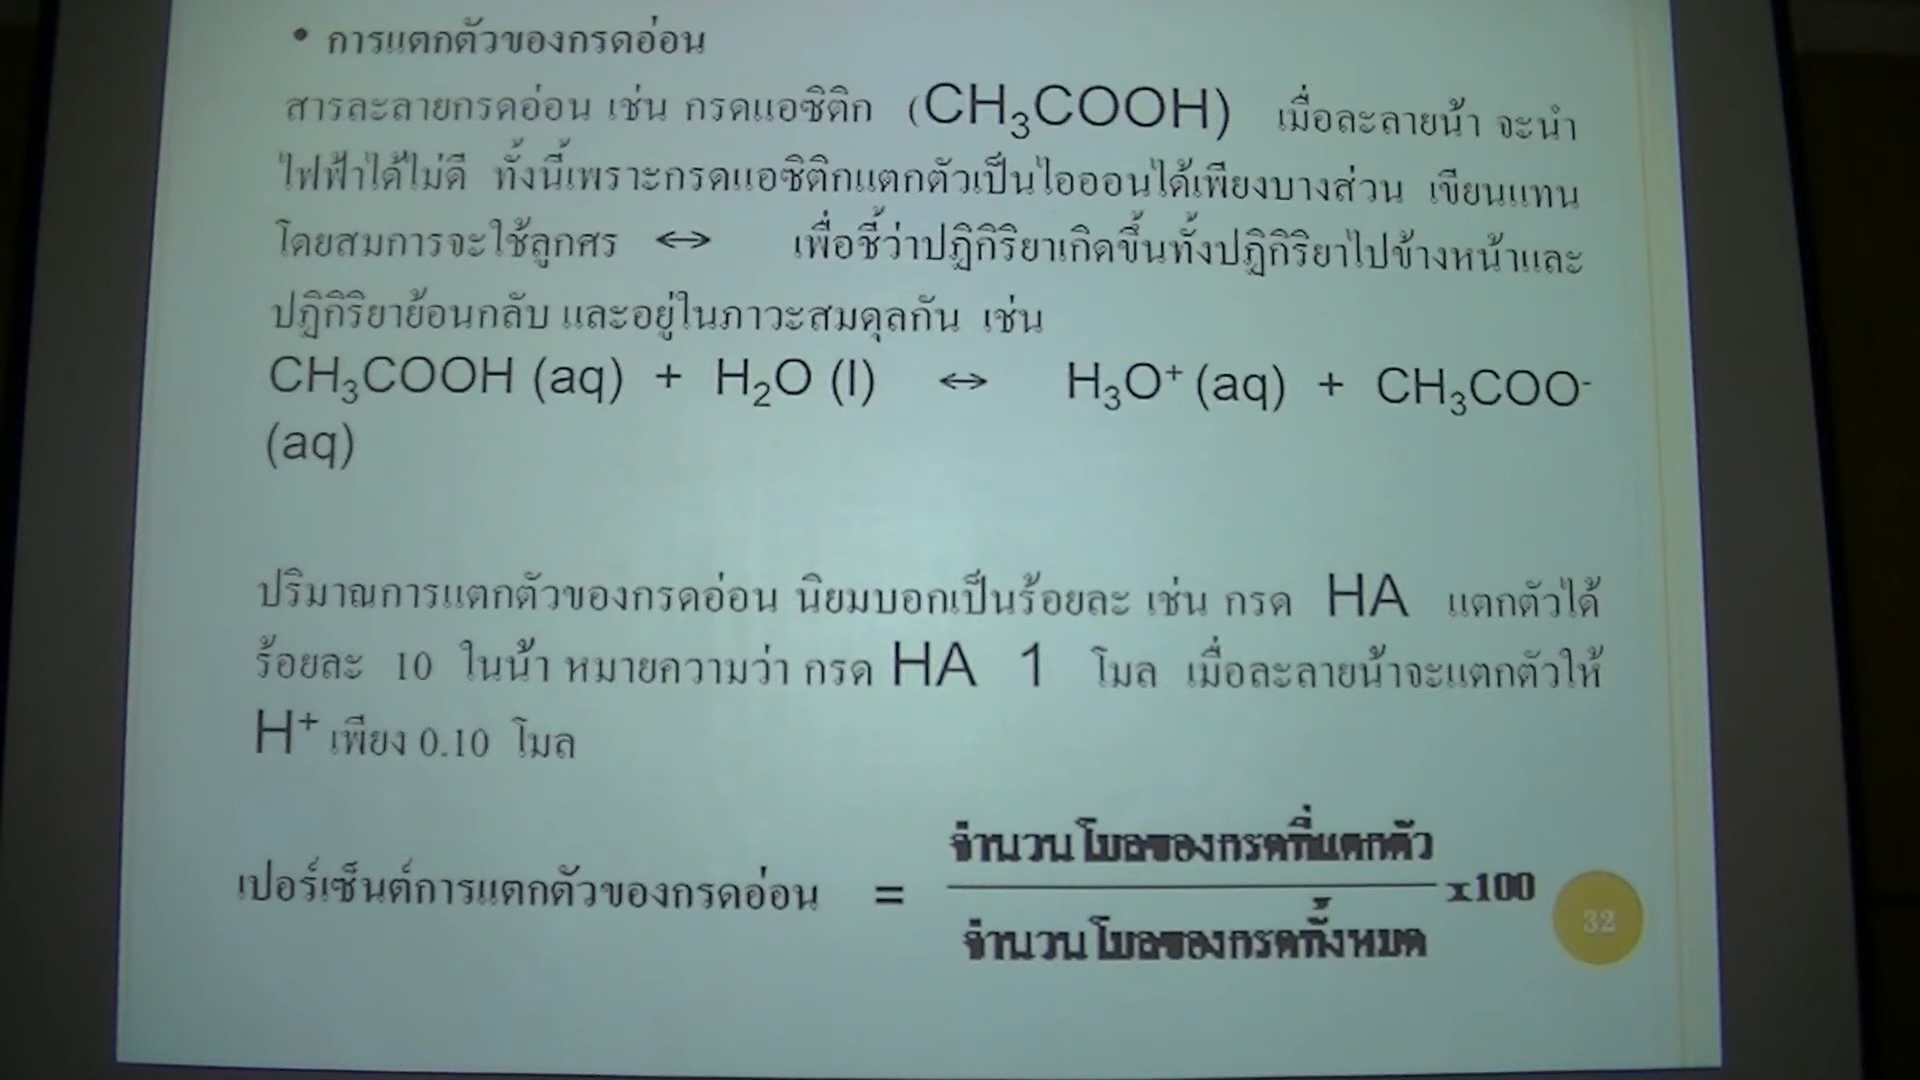 • การแตกตัวของกรดอ่อน
สารละลายกรดอ่อน เช่น กรดแอซิติก (CH₃COOH) เมื่อละลายน้ำ จะนำ
ไฟฟ้าได้ไม่ดี ทั้งนี้เพราะกรดแอซิติกแตกตัวเป็นไอออนได้เพียงบางส่วน เขียนแทน
โดยสมการจะใช้ลูกศร ↔ เพื่อชี้ว่าปฏิกิริยาเกิดขึ้นทั้งปฏิกิริยาไปข้างหน้าและ
ปฏิกิริยาย้อนกลับ และอยู่ในภาวะสมดุลกัน เช่น
CH₃COOH (aq) + H₂O (l) ↔ H₃O⁺ (aq) + CH₃COO⁻
(aq)
ปริมาณการแตกตัวของกรดอ่อน นิยมบอกเป็นร้อยละ เช่น กรด HA แตกตัวได้
ร้อยละ 10 ในน้ำ หมายความว่า กรด HA 1 โมล เมื่อละลายน้ำจะแตกตัวให้
H⁺ เพียง 0.10 โมล
จำนวนโมลของกรดที่แตกตัว
เปอร์เซ็นต์การแตกตัวของกรดอ่อน = x100
จำนวนโมลของกรดทั้งหมด
32